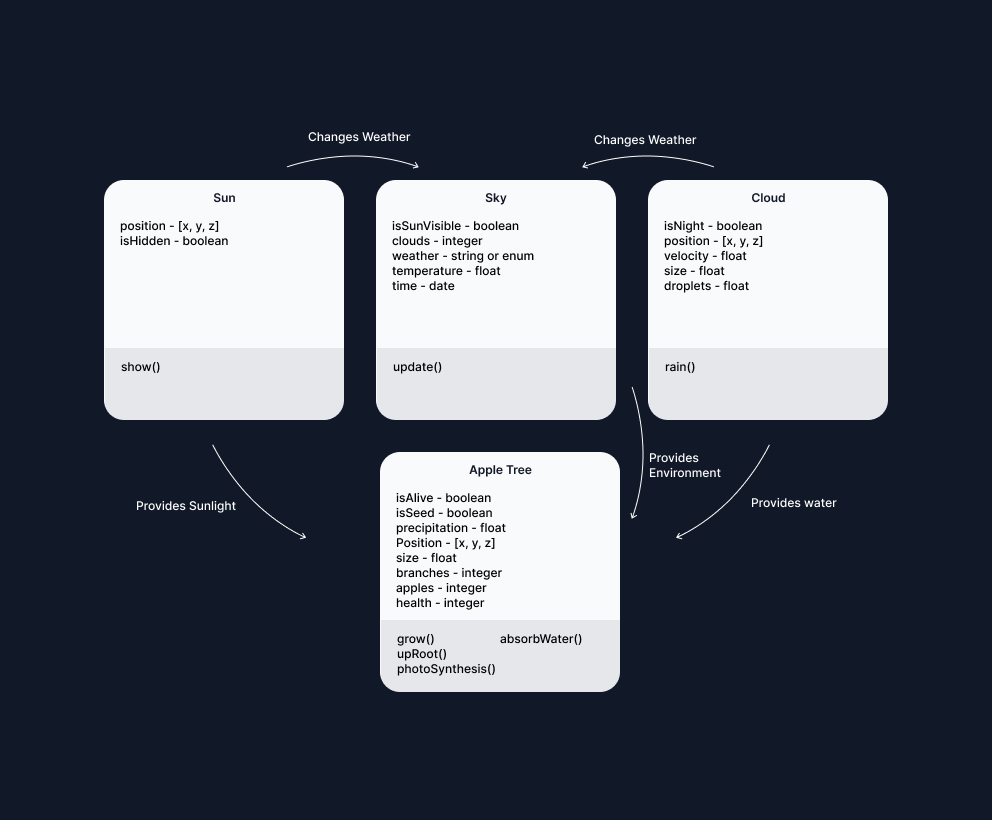 Changes Weather
Changes Weather
Sun
position - [x, y, z]
isHidden - boolean
show()
Sky
isSunVisible - boolean
clouds - integer
weather - string or enum
temperature - float
time - date
update()
Cloud
isNight - boolean
position - [x, y, z]
velocity - float
size - float
droplets - float
rain()
Provides Sunlight
Provides
Environment
Provides water
Apple Tree
isAlive - boolean
isSeed - boolean
precipitation - float
Position - [x, y, z]
size - float
branches - integer
apples - integer
health - integer
grow() absorbWater()
upRoot()
photoSynthesis()